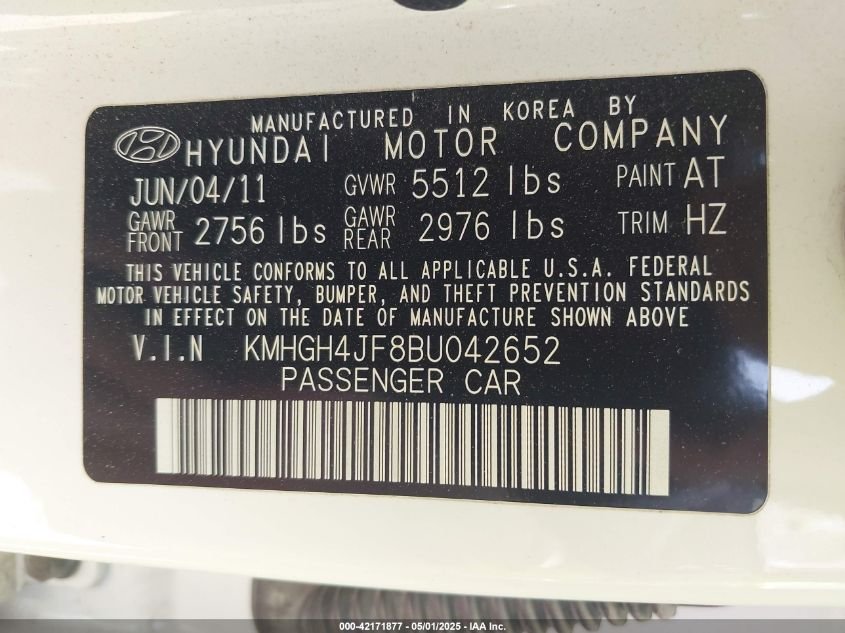 MANUFACTURED IN KOREA BY
HYUNDAI MOTOR COMPANY
JUN/04/11 GVWR 5512 lbs PAINT AT
GAWR FRONT 2756 lbs GAWR REAR 2976 lbs TRIM HZ
THIS VEHICLE CONFORMS TO ALL APPLICABLE U.S.A. FEDERAL
MOTOR VEHICLE SAFETY, BUMPER, AND THEFT PREVENTION STANDARDS
IN EFFECT ON THE DATE OF MANUFACTURE SHOWN ABOVE
V.I.N KMHGH4JF8BU042652
PASSENGER CAR
000-42171877 - 05/01/2025 - IAA Inc.